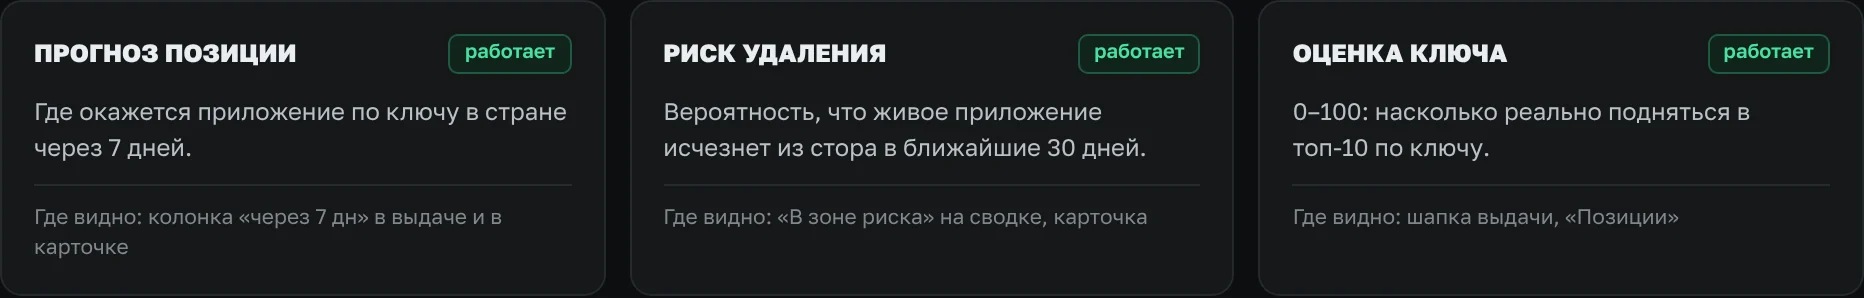 ПРОГНОЗ ПОЗИЦИИ
работает
Где окажется приложение по ключу в стране
через 7 дней.
Где видно: колонка «через 7 дн» в выдаче и в
карточке
РИСК УДАЛЕНИЯ
работает
Вероятность, что живое приложение
исчезнет из стора в ближайшие 30 дней.
Где видно: «В зоне риска» на сводке, карточка
ОЦЕНКА КЛЮЧА
работает
0–100: насколько реально подняться в
топ-10 по ключу.
Где видно: шапка выдачи, «Позиции»